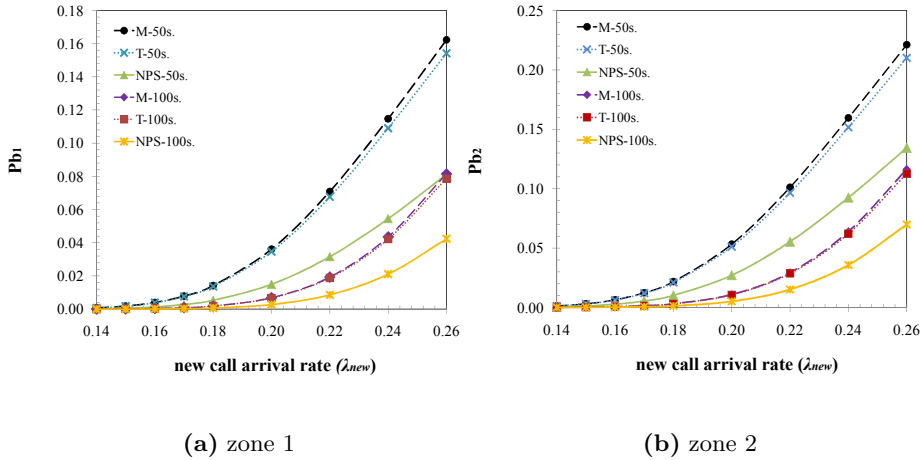 0.18
0.16
0.14
0.12
0.10
0.08
0.06
0.04
0.02
0.00
Pb1
M-50s.
T-50s.
NPS-50s.
M-100s.
T-100s.
NPS-100s.
0.14 0.16 0.18 0.20 0.22 0.24 0.26
new call arrival rate (λnew)
(a) zone 1
0.25
0.20
0.15
0.10
0.05
0.00
Pb2
M-50s.
T-50s.
NPS-50s.
M-100s.
T-100s.
NPS-100s.
0.14 0.16 0.18 0.20 0.22 0.24 0.26
new call arrival rate (λnew)
(b) zone 2